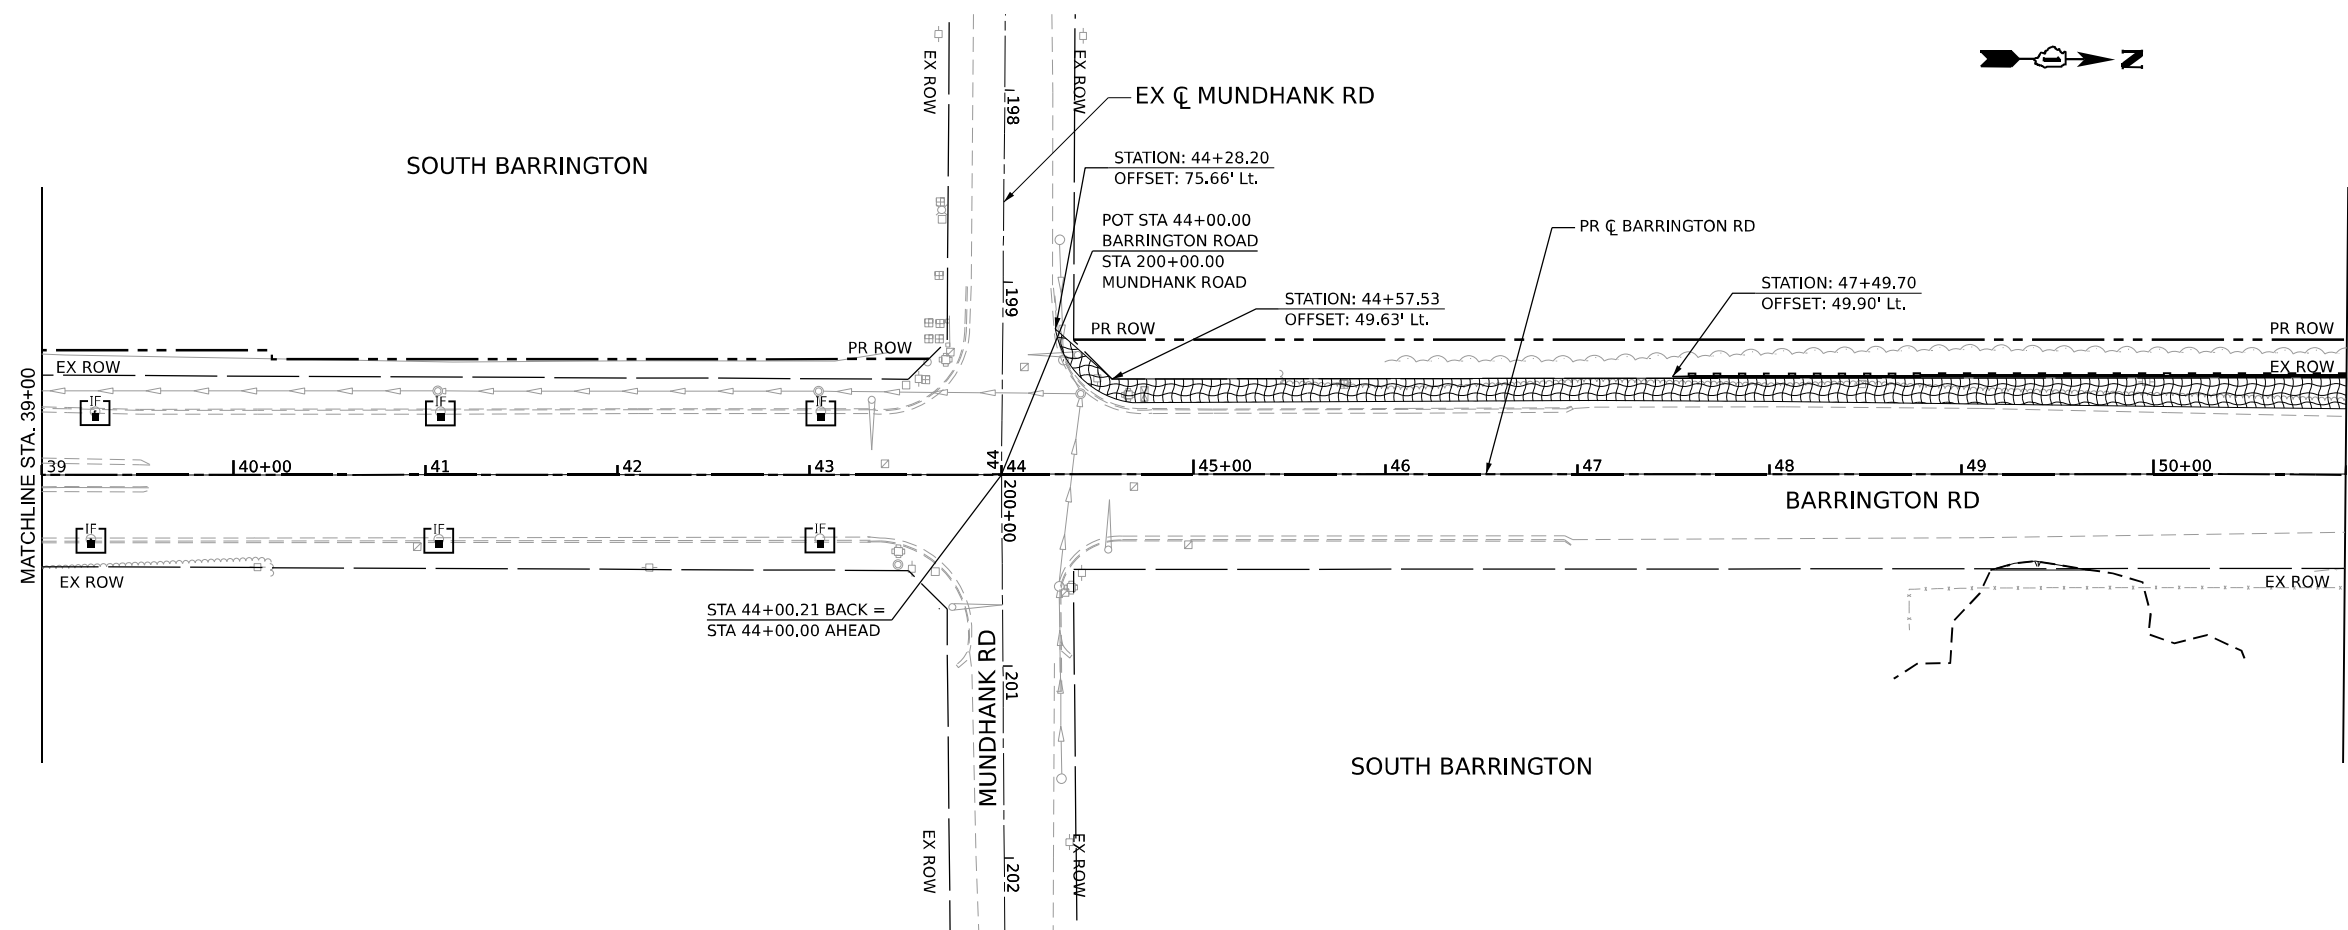 EX ROW
EX ROW
N
198
EX ℄ MUNDHANK RD
SOUTH BARRINGTON
STATION: 44+28.20
OFFSET: 75.66' Lt.
POT STA 44+00.00
BARRINGTON ROAD
STA 200+00.00
MUNDHANK ROAD
PR ℄ BARRINGTON RD
199
STATION: 44+57.53
OFFSET: 49.63' Lt.
STATION: 47+49.70
OFFSET: 49.90' Lt.
PR ROW
PR ROW
PR ROW
EX ROW
EX ROW
MATCHLINE STA. 39+00
IF
IF
IF
39
40+00
41
42
43
44
44
45+00
46
47
48
49
50+00
200+00
BARRINGTON RD
IF
IF
IF
EX ROW
EX ROW
STA 44+00.21 BACK =
STA 44+00.00 AHEAD
MUNDHANK RD
201
SOUTH BARRINGTON
EX ROW
202
EX ROW